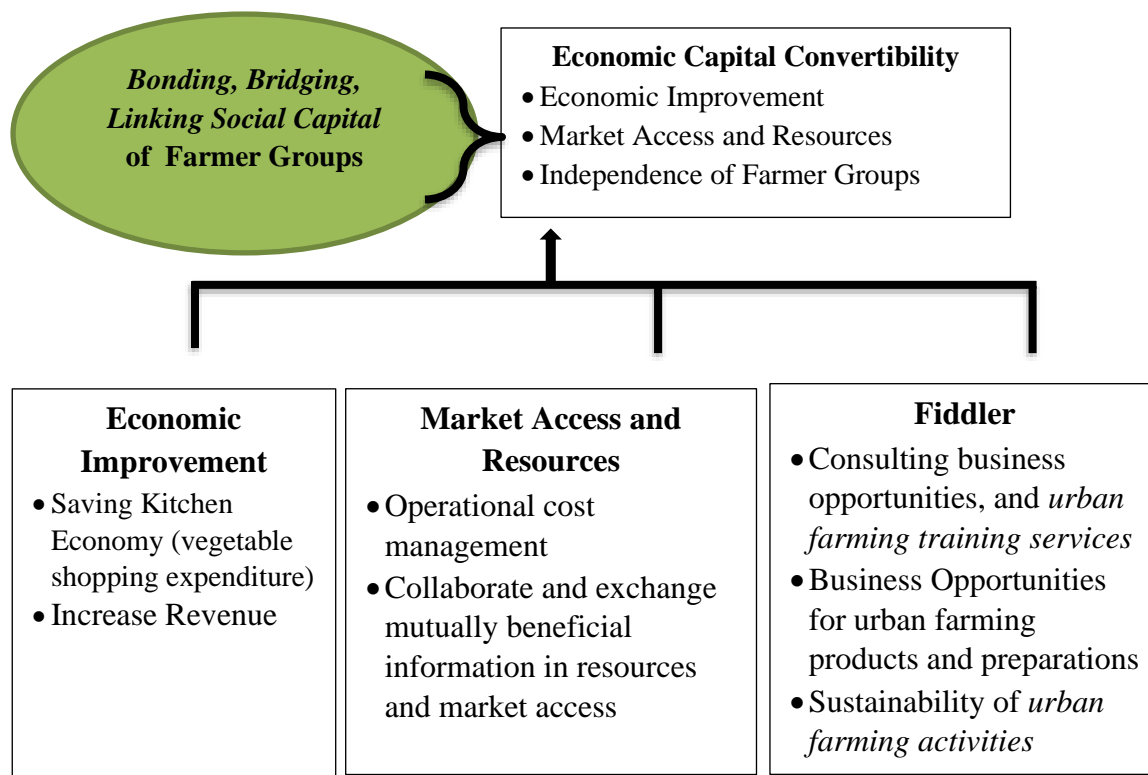 Bonding, Bridging,
Linking Social Capital
of Farmer Groups
Economic Capital Convertibility
• Economic Improvement
• Market Access and Resources
• Independence of Farmer Groups
Economic
Improvement
• Saving Kitchen
Economy (vegetable
shopping expenditure)
• Increase Revenue
Market Access and
Resources
• Operational cost
management
• Collaborate and exchange
mutually beneficial
information in resources
and market access
Fiddler
• Consulting business
opportunities, and urban
farming training services
• Business Opportunities
for urban farming
products and preparations
• Sustainability of urban
farming activities